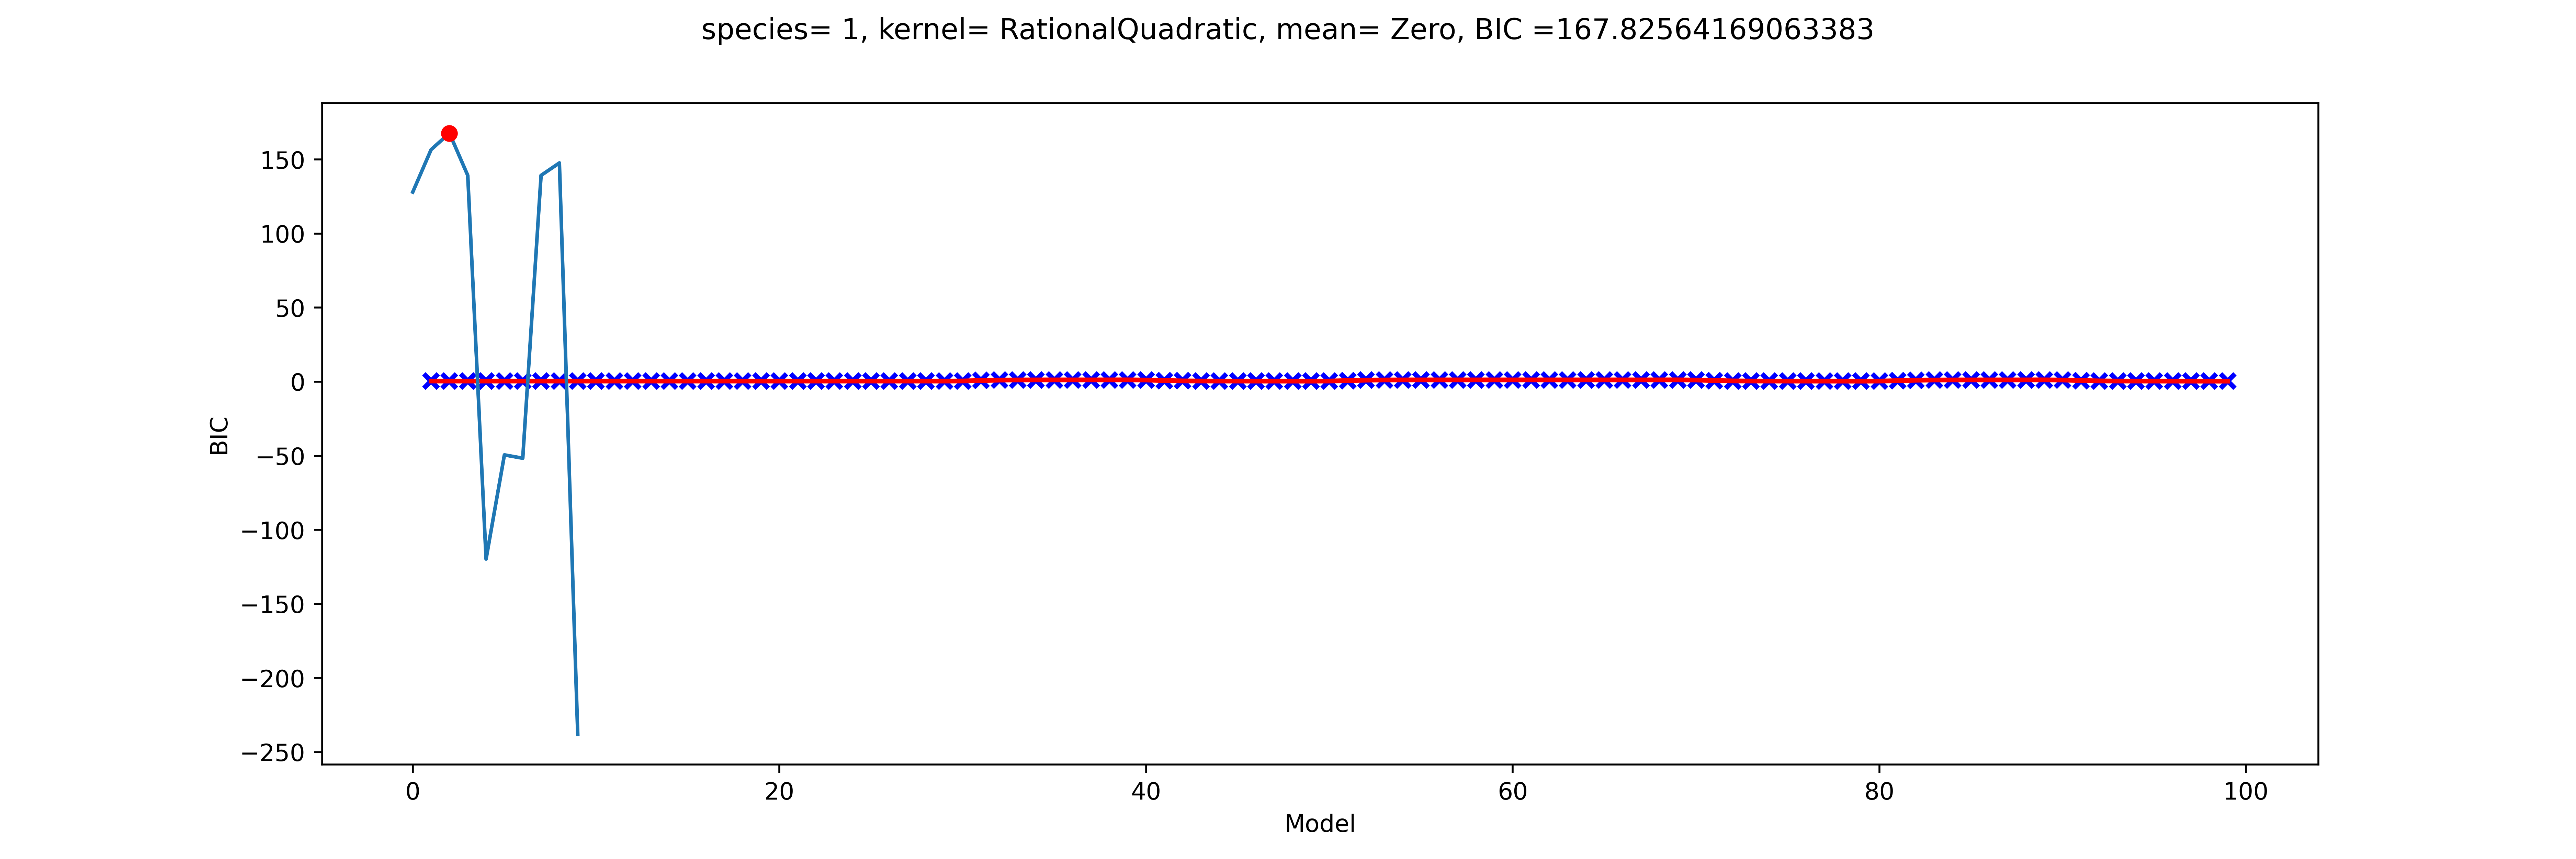 species= 1, kernel= RationalQuadratic, mean= Zero, BIC =167.82564169063383
150
100
50
0
−50
−100
−150
−200
−250
BIC
0 20 40 60 80 100
Model